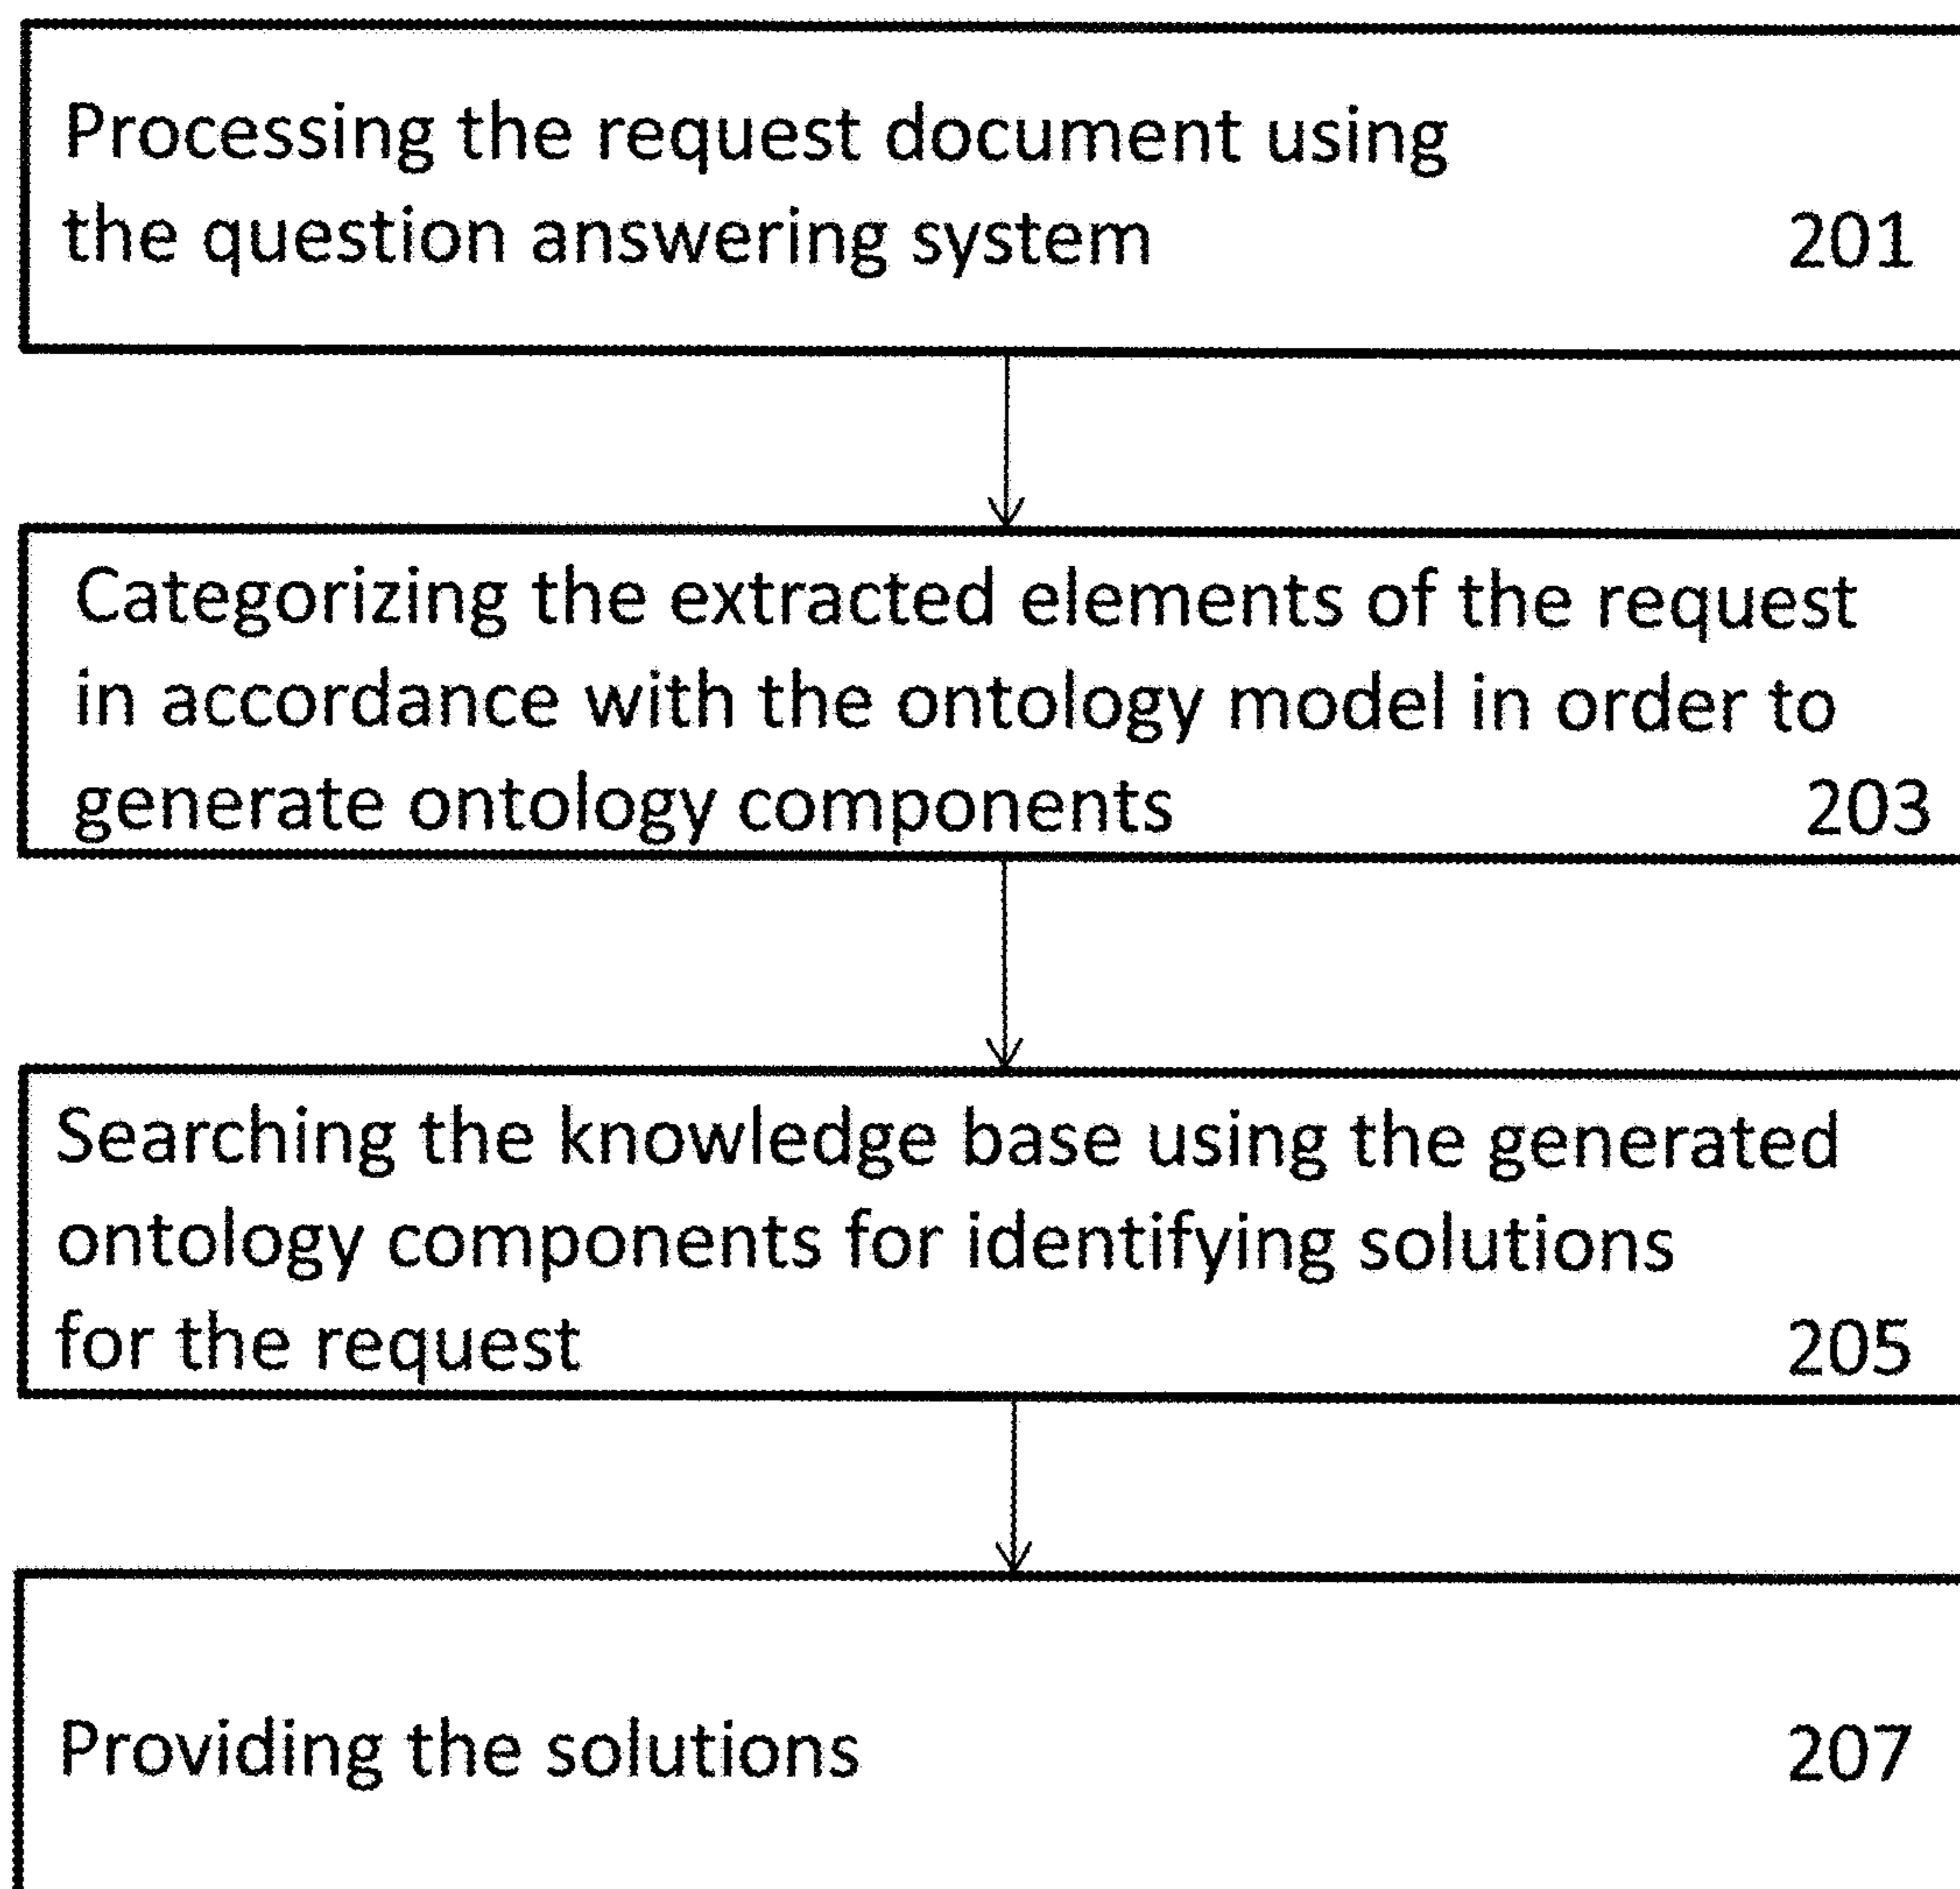 Processing the request document using
the question answering system 201
Categorizing the extracted elements of the request
in accordance with the ontology model in order to
generate ontology components 203
Searching the knowledge base using the generated
ontology components for identifying solutions
for the request 205
Providing the solutions 207